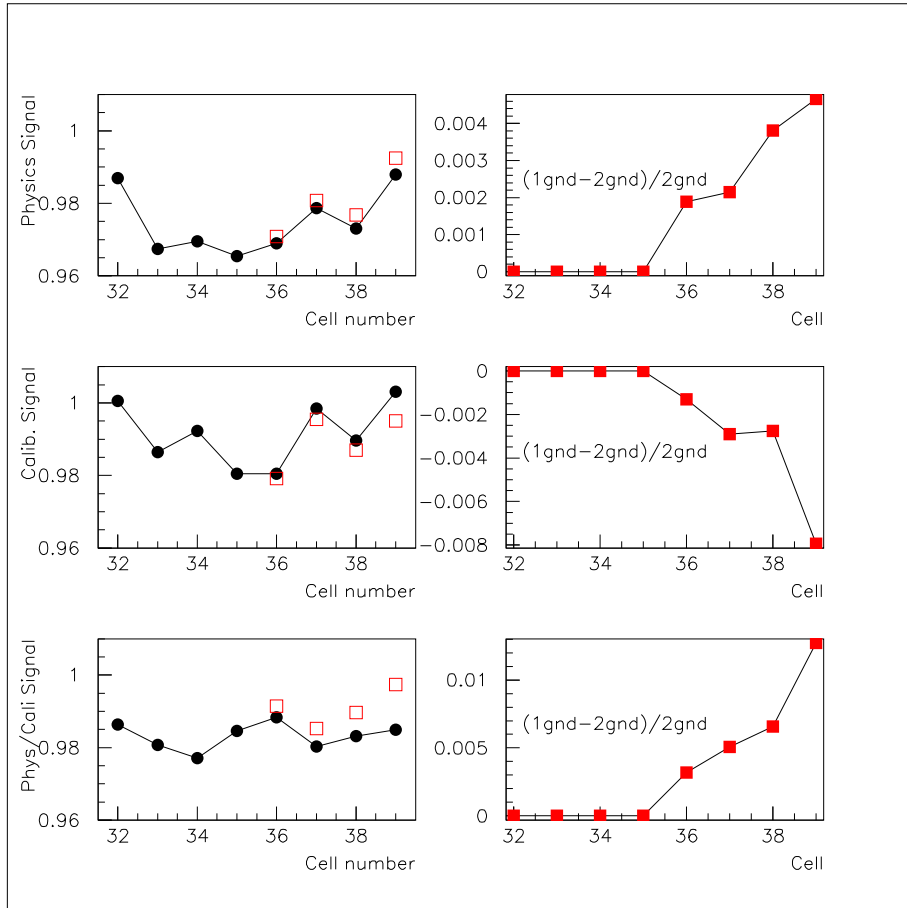 Physics Signal
1
0.98
0.96
32 34 36 38
Cell number
0.004
0.003
0.002
0.001
0
(1gnd−2gnd)/2gnd
32 34 36 38
Cell
Calib. Signal
1
0.98
0.96
32 34 36 38
Cell number
0
−0.002
−0.004
−0.006
−0.008
(1gnd−2gnd)/2gnd
32 34 36 38
Cell
Phys/Cali Signal
1
0.98
0.96
32 34 36 38
Cell number
0.01
0.005
0
(1gnd−2gnd)/2gnd
32 34 36 38
Cell